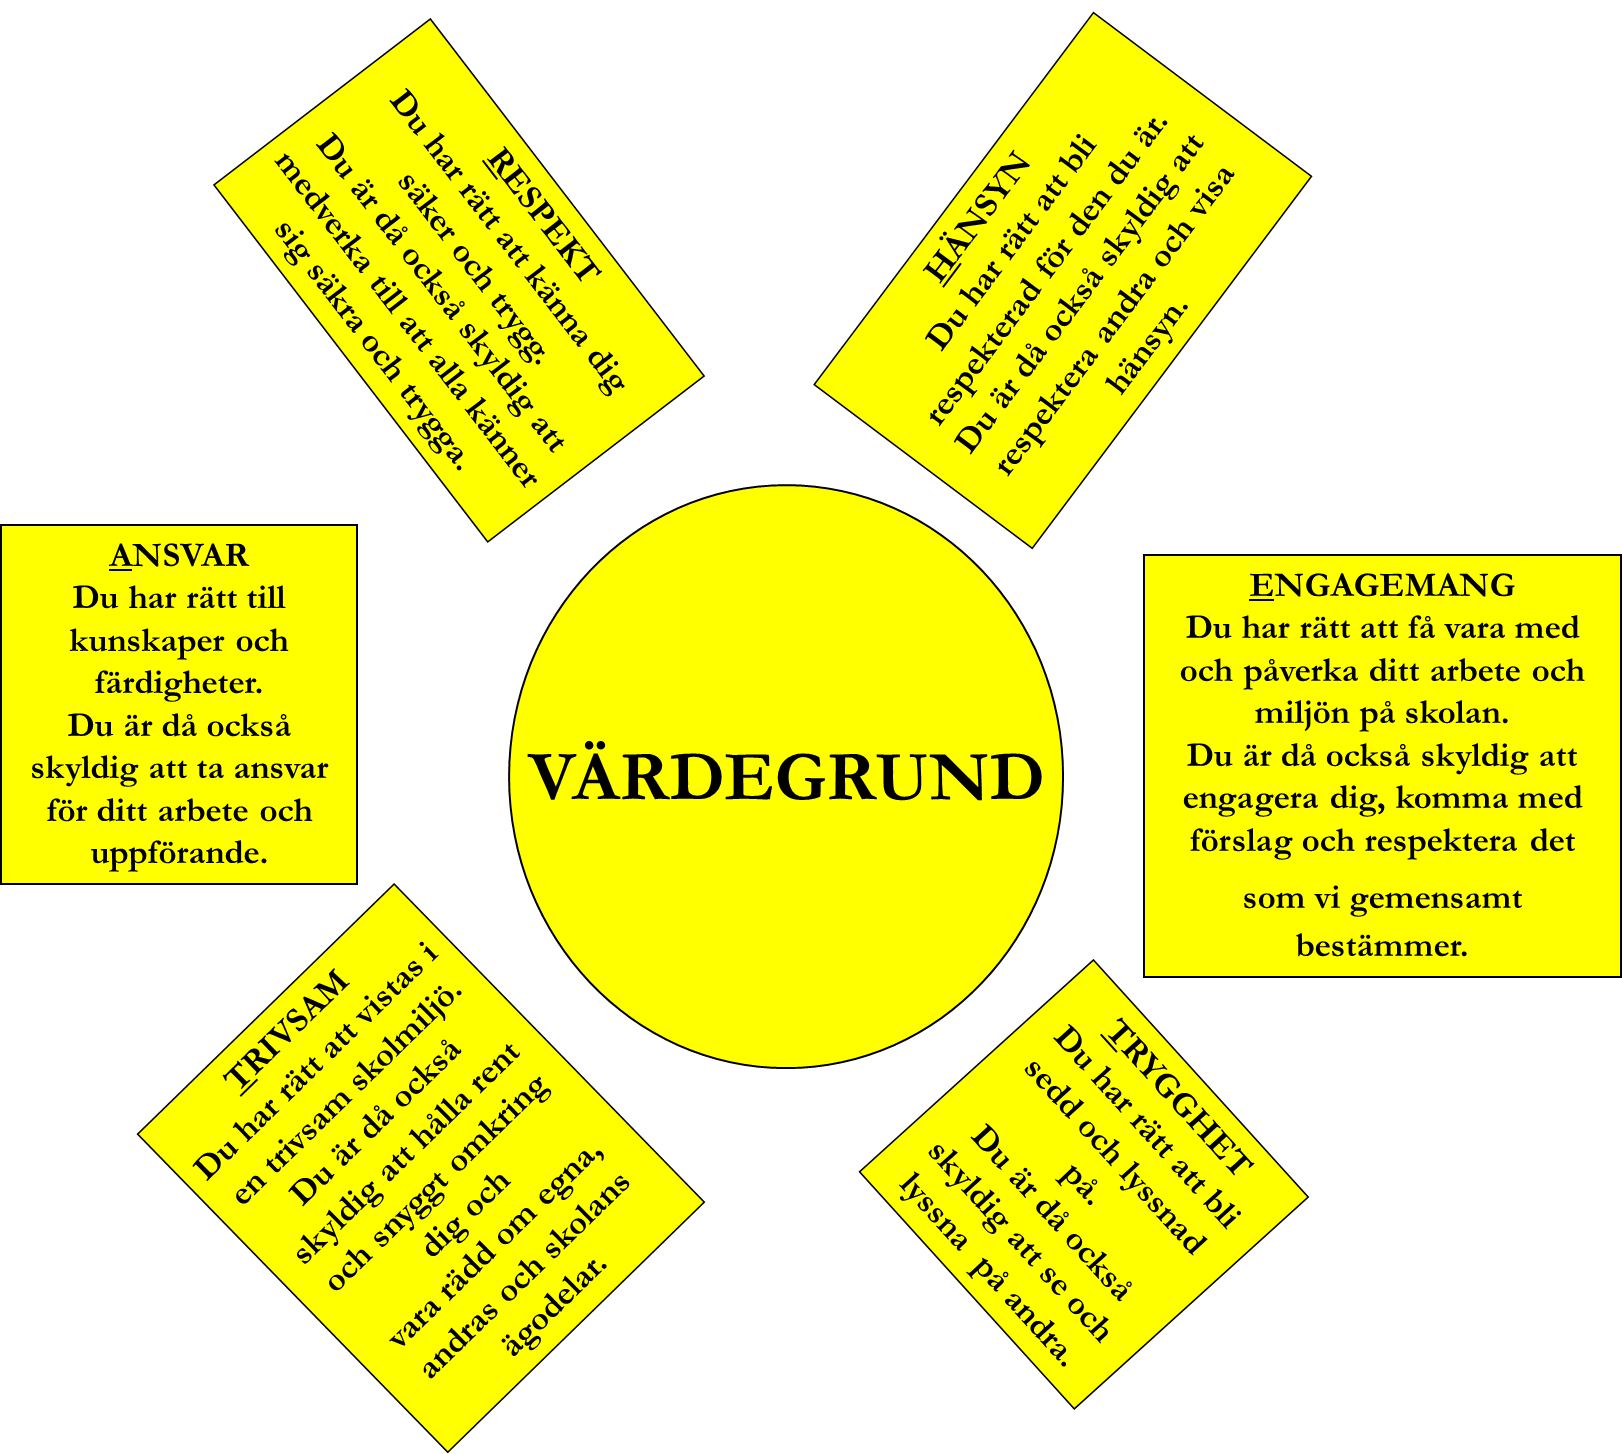 RESPEKT
Du har rätt att känna dig
säker och trygg.
Du är då också skyldig att
medverka till att alla känner
sig säkra och trygga.
HÄNSYN
Du har rätt att bli
respekterad för den du är.
Du är då också skyldig att
respektera andra och visa
hänsyn.
ANSVAR
Du har rätt till
kunskaper och
färdigheter.
Du är då också
skyldig att ta ansvar
för ditt arbete och
uppförande.
VÄRDEGRUND
ENGAGEMANG
Du har rätt att få vara med
och påverka ditt arbete och
miljön på skolan.
Du är då också skyldig att
engagera dig, komma med
förslag och respektera det
som vi gemensamt
bestämmer.
TRIVSAM
Du har rätt att vistas i
en trivsam skolmiljö.
Du är då också
skyldig att hålla rent
och snyggt omkring
dig och
vara rädd om egna,
andras och skolans
ägodelar.
TRYGGHET
Du har rätt att bli
sedd och lyssnad
på.
Du är då också
skyldig att se och
lyssna på andra.